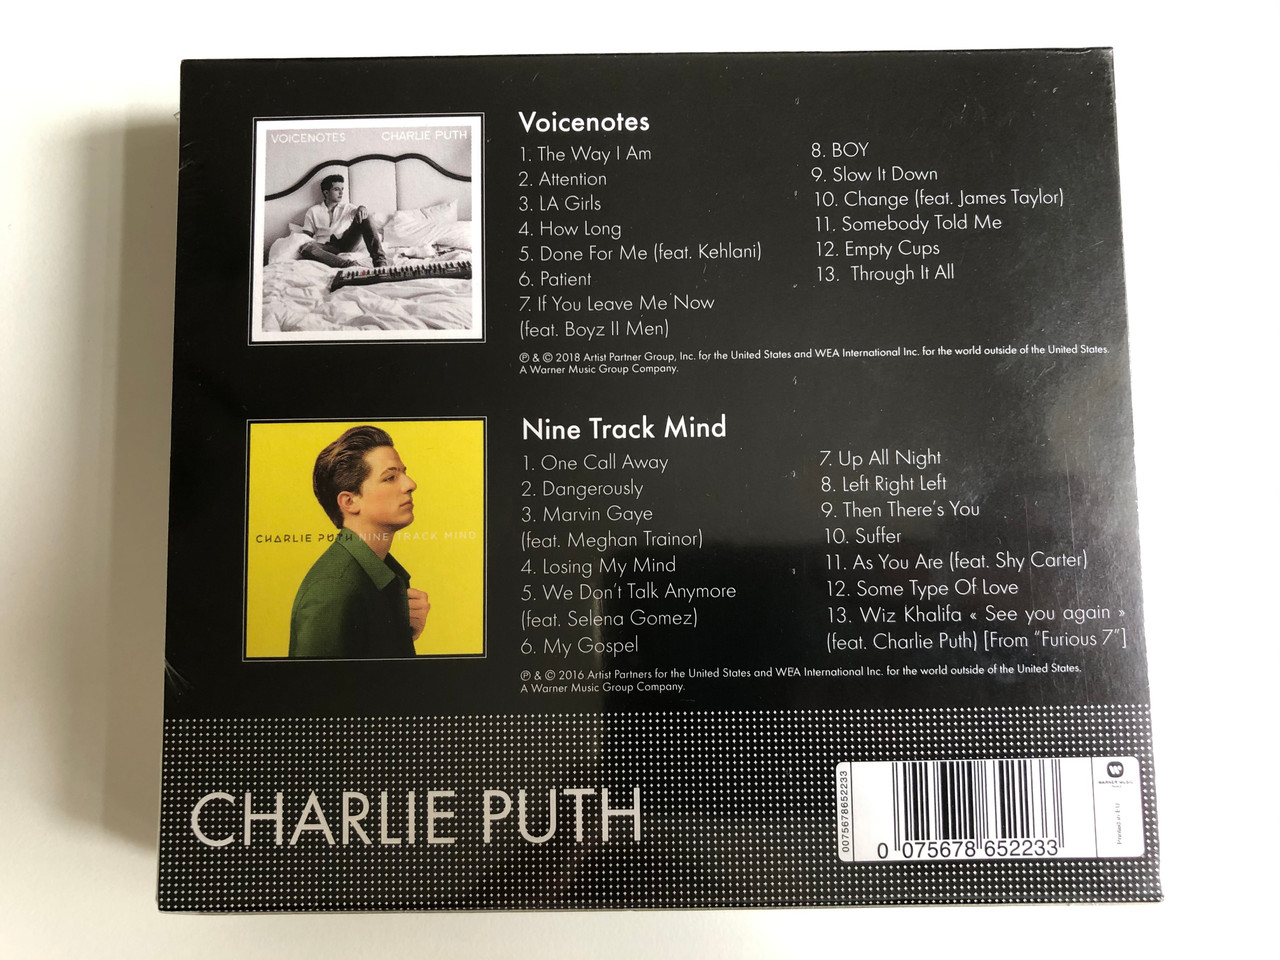 VOICENOTES CHARLIE PUTH
Voicenotes
1. The Way I Am
2. Attention
3. LA Girls
4. How Long
5. Done For Me (feat. Kehlani)
6. Patient
7. If You Leave Me Now
(feat. Boyz II Men)
8. BOY
9. Slow It Down
10. Change (feat. James Taylor)
11. Somebody Told Me
12. Empty Cups
13. Through It All
℗ & © 2018 Artist Partner Group, Inc. for the United States and WEA International Inc. for the world outside of the United States.
A Warner Music Group Company.
CHARLIE PUTH NINE TRACK MIND
Nine Track Mind
1. One Call Away
2. Dangerously
3. Marvin Gaye
(feat. Meghan Trainor)
4. Losing My Mind
5. We Don't Talk Anymore
(feat. Selena Gomez)
6. My Gospel
7. Up All Night
8. Left Right Left
9. Then There's You
10. Suffer
11. As You Are (feat. Shy Carter)
12. Some Type Of Love
13. Wiz Khalifa « See you again »
(feat. Charlie Puth) [From "Furious 7"]
℗ & © 2016 Artist Partners for the United States and WEA International Inc. for the world outside of the United States.
A Warner Music Group Company.
CHARLIE PUTH
0075678652233
0 075678 652233
WARNER MUSIC
Printed in E.U.